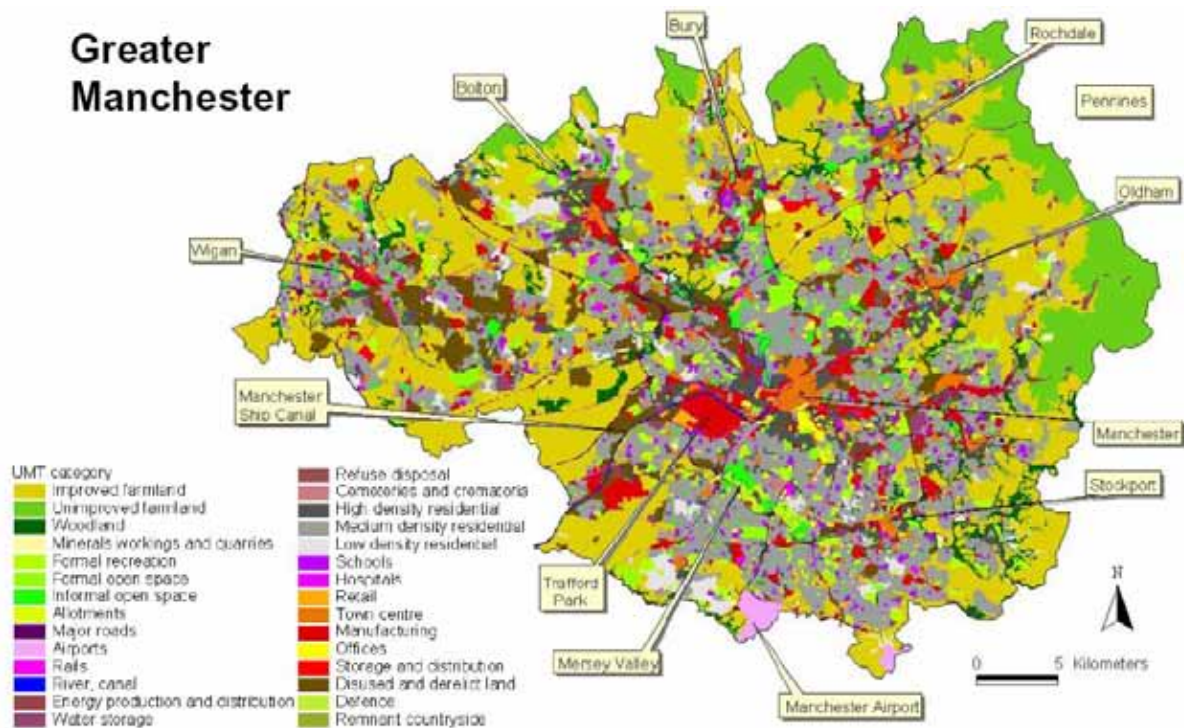 Greater
Manchester
Bury
Rochdale
Bolton
Pennines
Oldham
Wigan
Manchester
Ship Canal
Manchester
Stockport
Trafford
Park
Mersey Valley
Manchester Airport
N
0 5 Kilometers
UMT category
Improved farmland
Unimproved farmland
Woodland
Minerals workings and quarries
Formal recreation
Formal open space
Informal open space
Allotments
Major roads
Airports
Rails
River, canal
Energy production and distribution
Water storage
Refuse disposal
Cemeteries and crematoria
High density residential
Medium density residential
Low density residential
Schools
Hospitals
Retail
Town centre
Manufacturing
Offices
Storage and distribution
Disused and derelict land
Defence
Remnant countryside